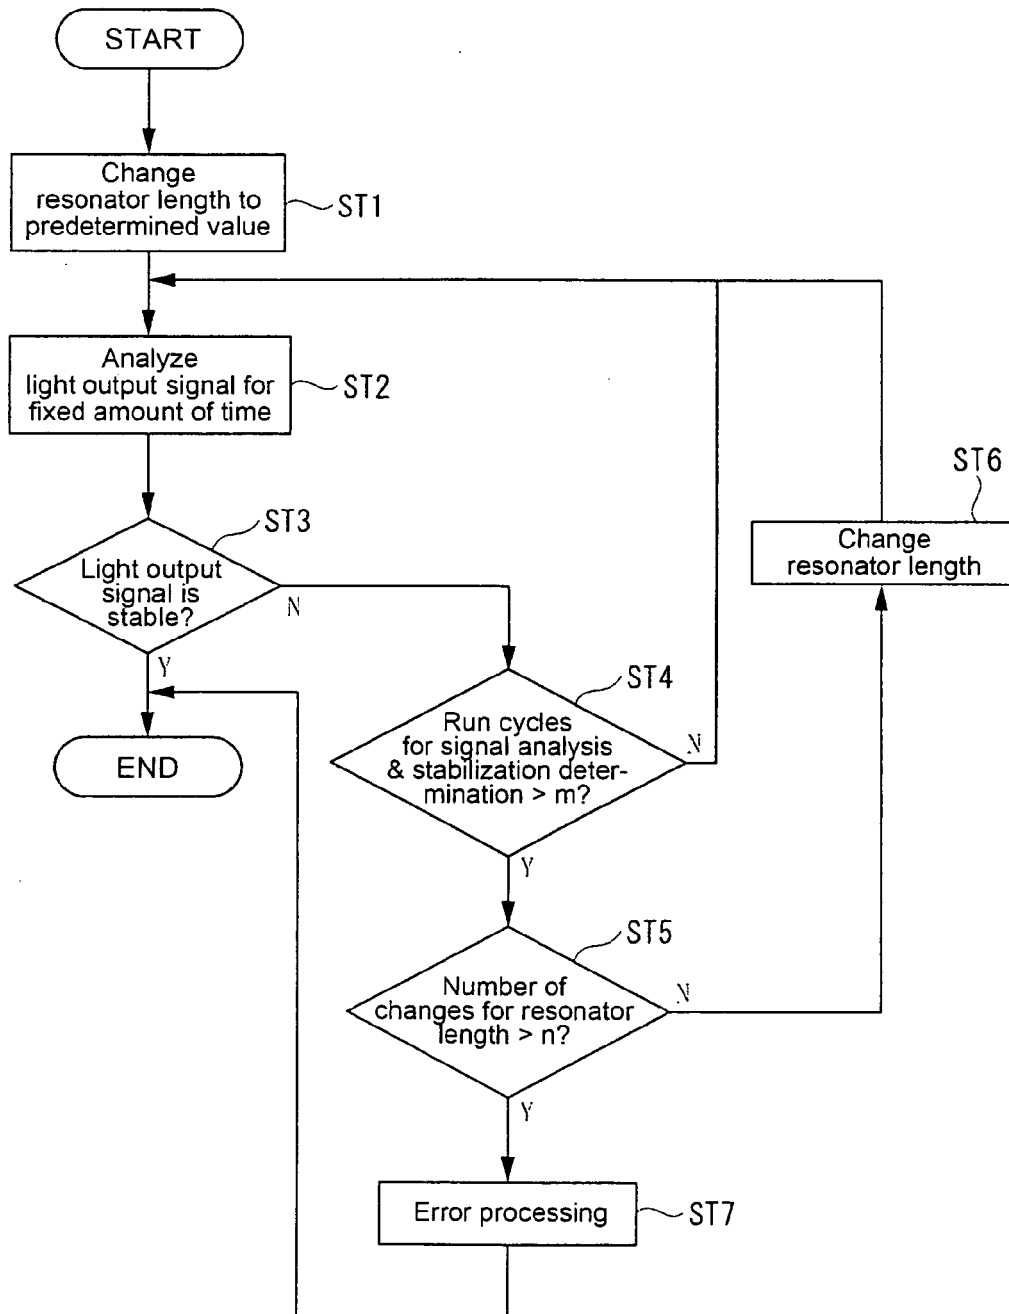 START
Change
resonator length to
predetermined value
ST1
Analyze
light output signal for
fixed amount of time
ST2
ST3
Light output
signal is
stable?
N
Y
END
ST4
Run cycles
for signal analysis
& stabilization deter-
mination > m?
N
Y
ST6
Change
resonator length
ST5
Number of
changes for resonator
length > n?
N
Y
Error processing
ST7